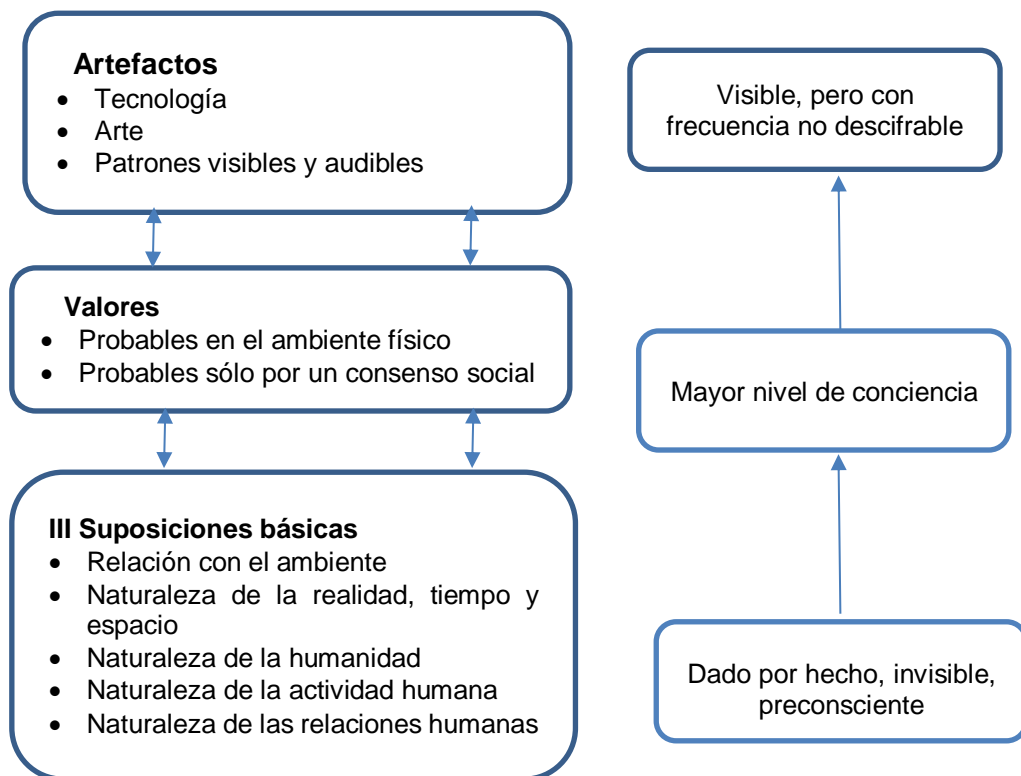 Artefactos
• Tecnología
• Arte
• Patrones visibles y audibles
Visible, pero con
frecuencia no descifrable
Valores
• Probables en el ambiente físico
• Probables sólo por un consenso social
Mayor nivel de conciencia
III Suposiciones básicas
• Relación con el ambiente
• Naturaleza de la realidad, tiempo y
espacio
• Naturaleza de la humanidad
• Naturaleza de la actividad humana
• Naturaleza de las relaciones humanas
Dado por hecho, invisible,
preconsciente